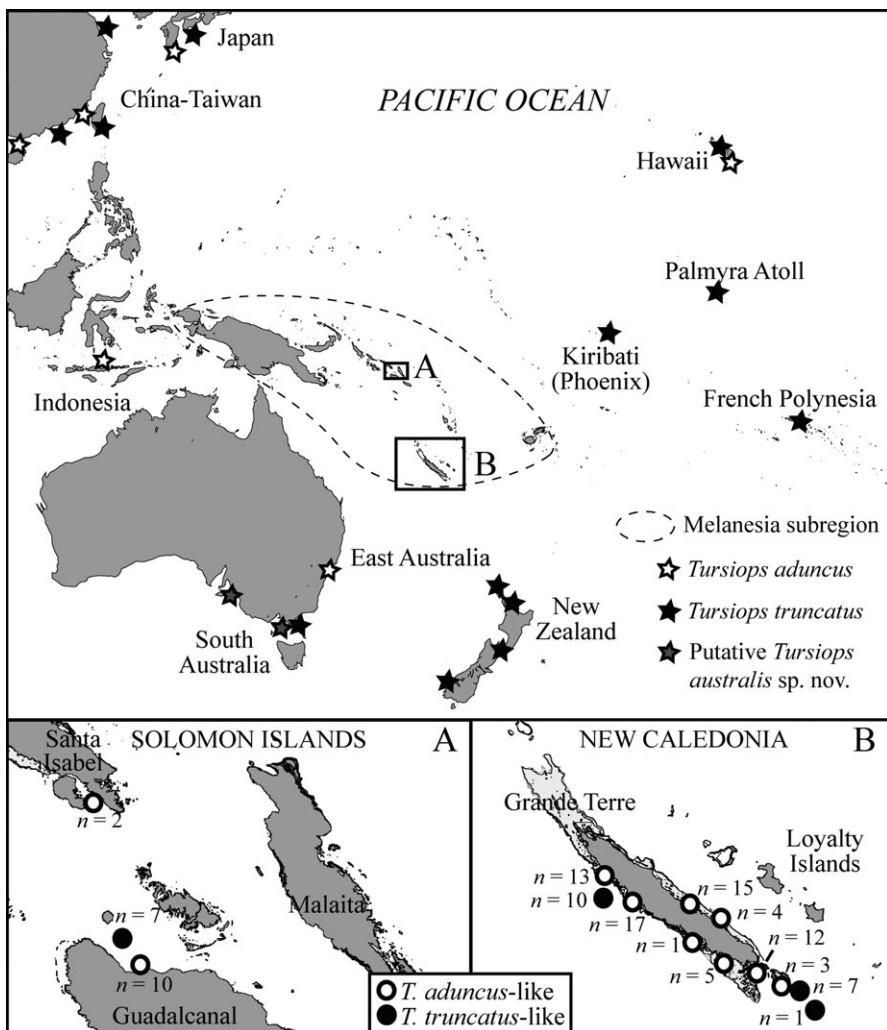 Japan
China-Taiwan
PACIFIC OCEAN
Hawaii
Palmyra Atoll
A
Kiribati
(Phoenix)
Indonesia
French Polynesia
B
Melanesia subregion
East Australia
Tursiops aduncus
New
Zealand
Tursiops truncatus
South
Australia
Putative Tursiops
australis sp. nov.
Santa
Isabel
SOLOMON ISLANDS
A
n = 2
n = 7
Malaita
n = 10
Guadalcanal
NEW CALEDONIA
B
Grande Terre
Loyalty
Islands
n = 13
n = 15
n = 10
n = 4
n = 17
n = 12
n = 1
n = 3
n = 5
n = 7
n = 1
T. aduncus-like
T. truncatus-like